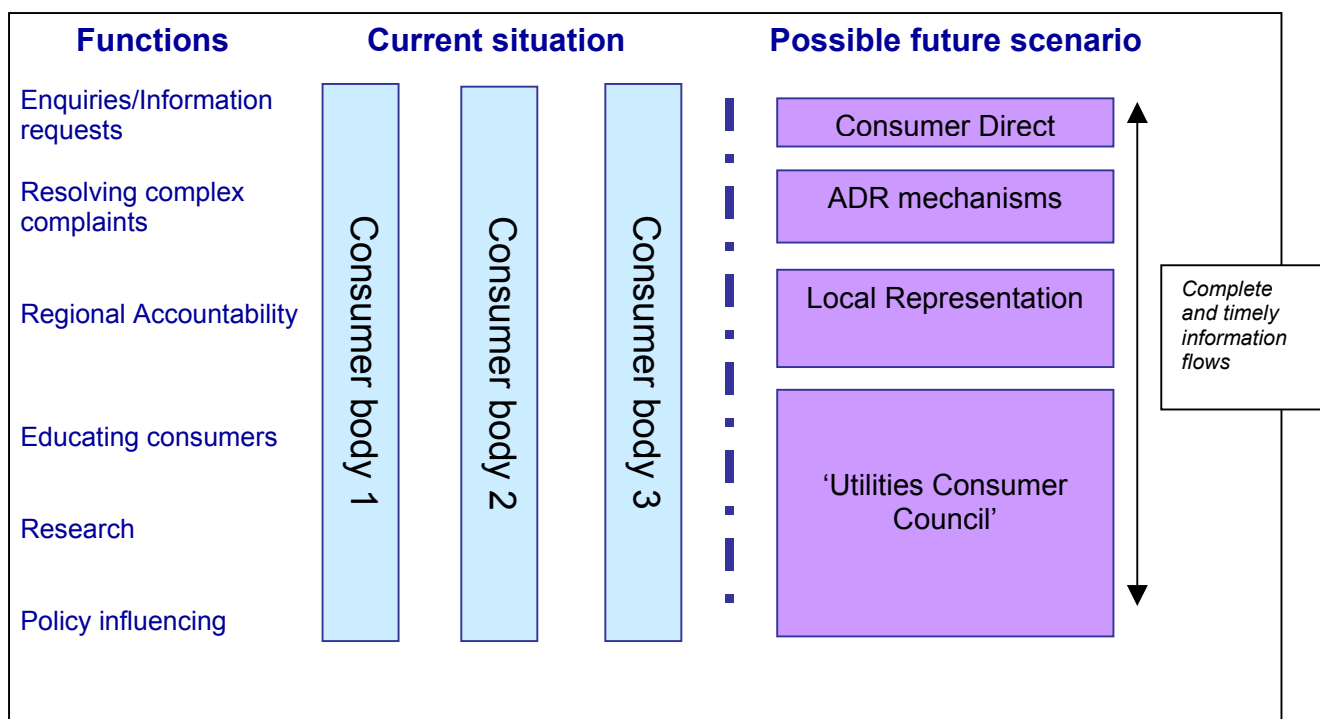 Functions
Current situation
Possible future scenario
Enquiries/Information
requests
Resolving complex
complaints
Regional Accountability
Educating consumers
Research
Policy influencing
Consumer body 1
Consumer body 2
Consumer body 3
Consumer Direct
ADR mechanisms
Local Representation
‘Utilities Consumer
Council’
Complete
and timely
information
flows